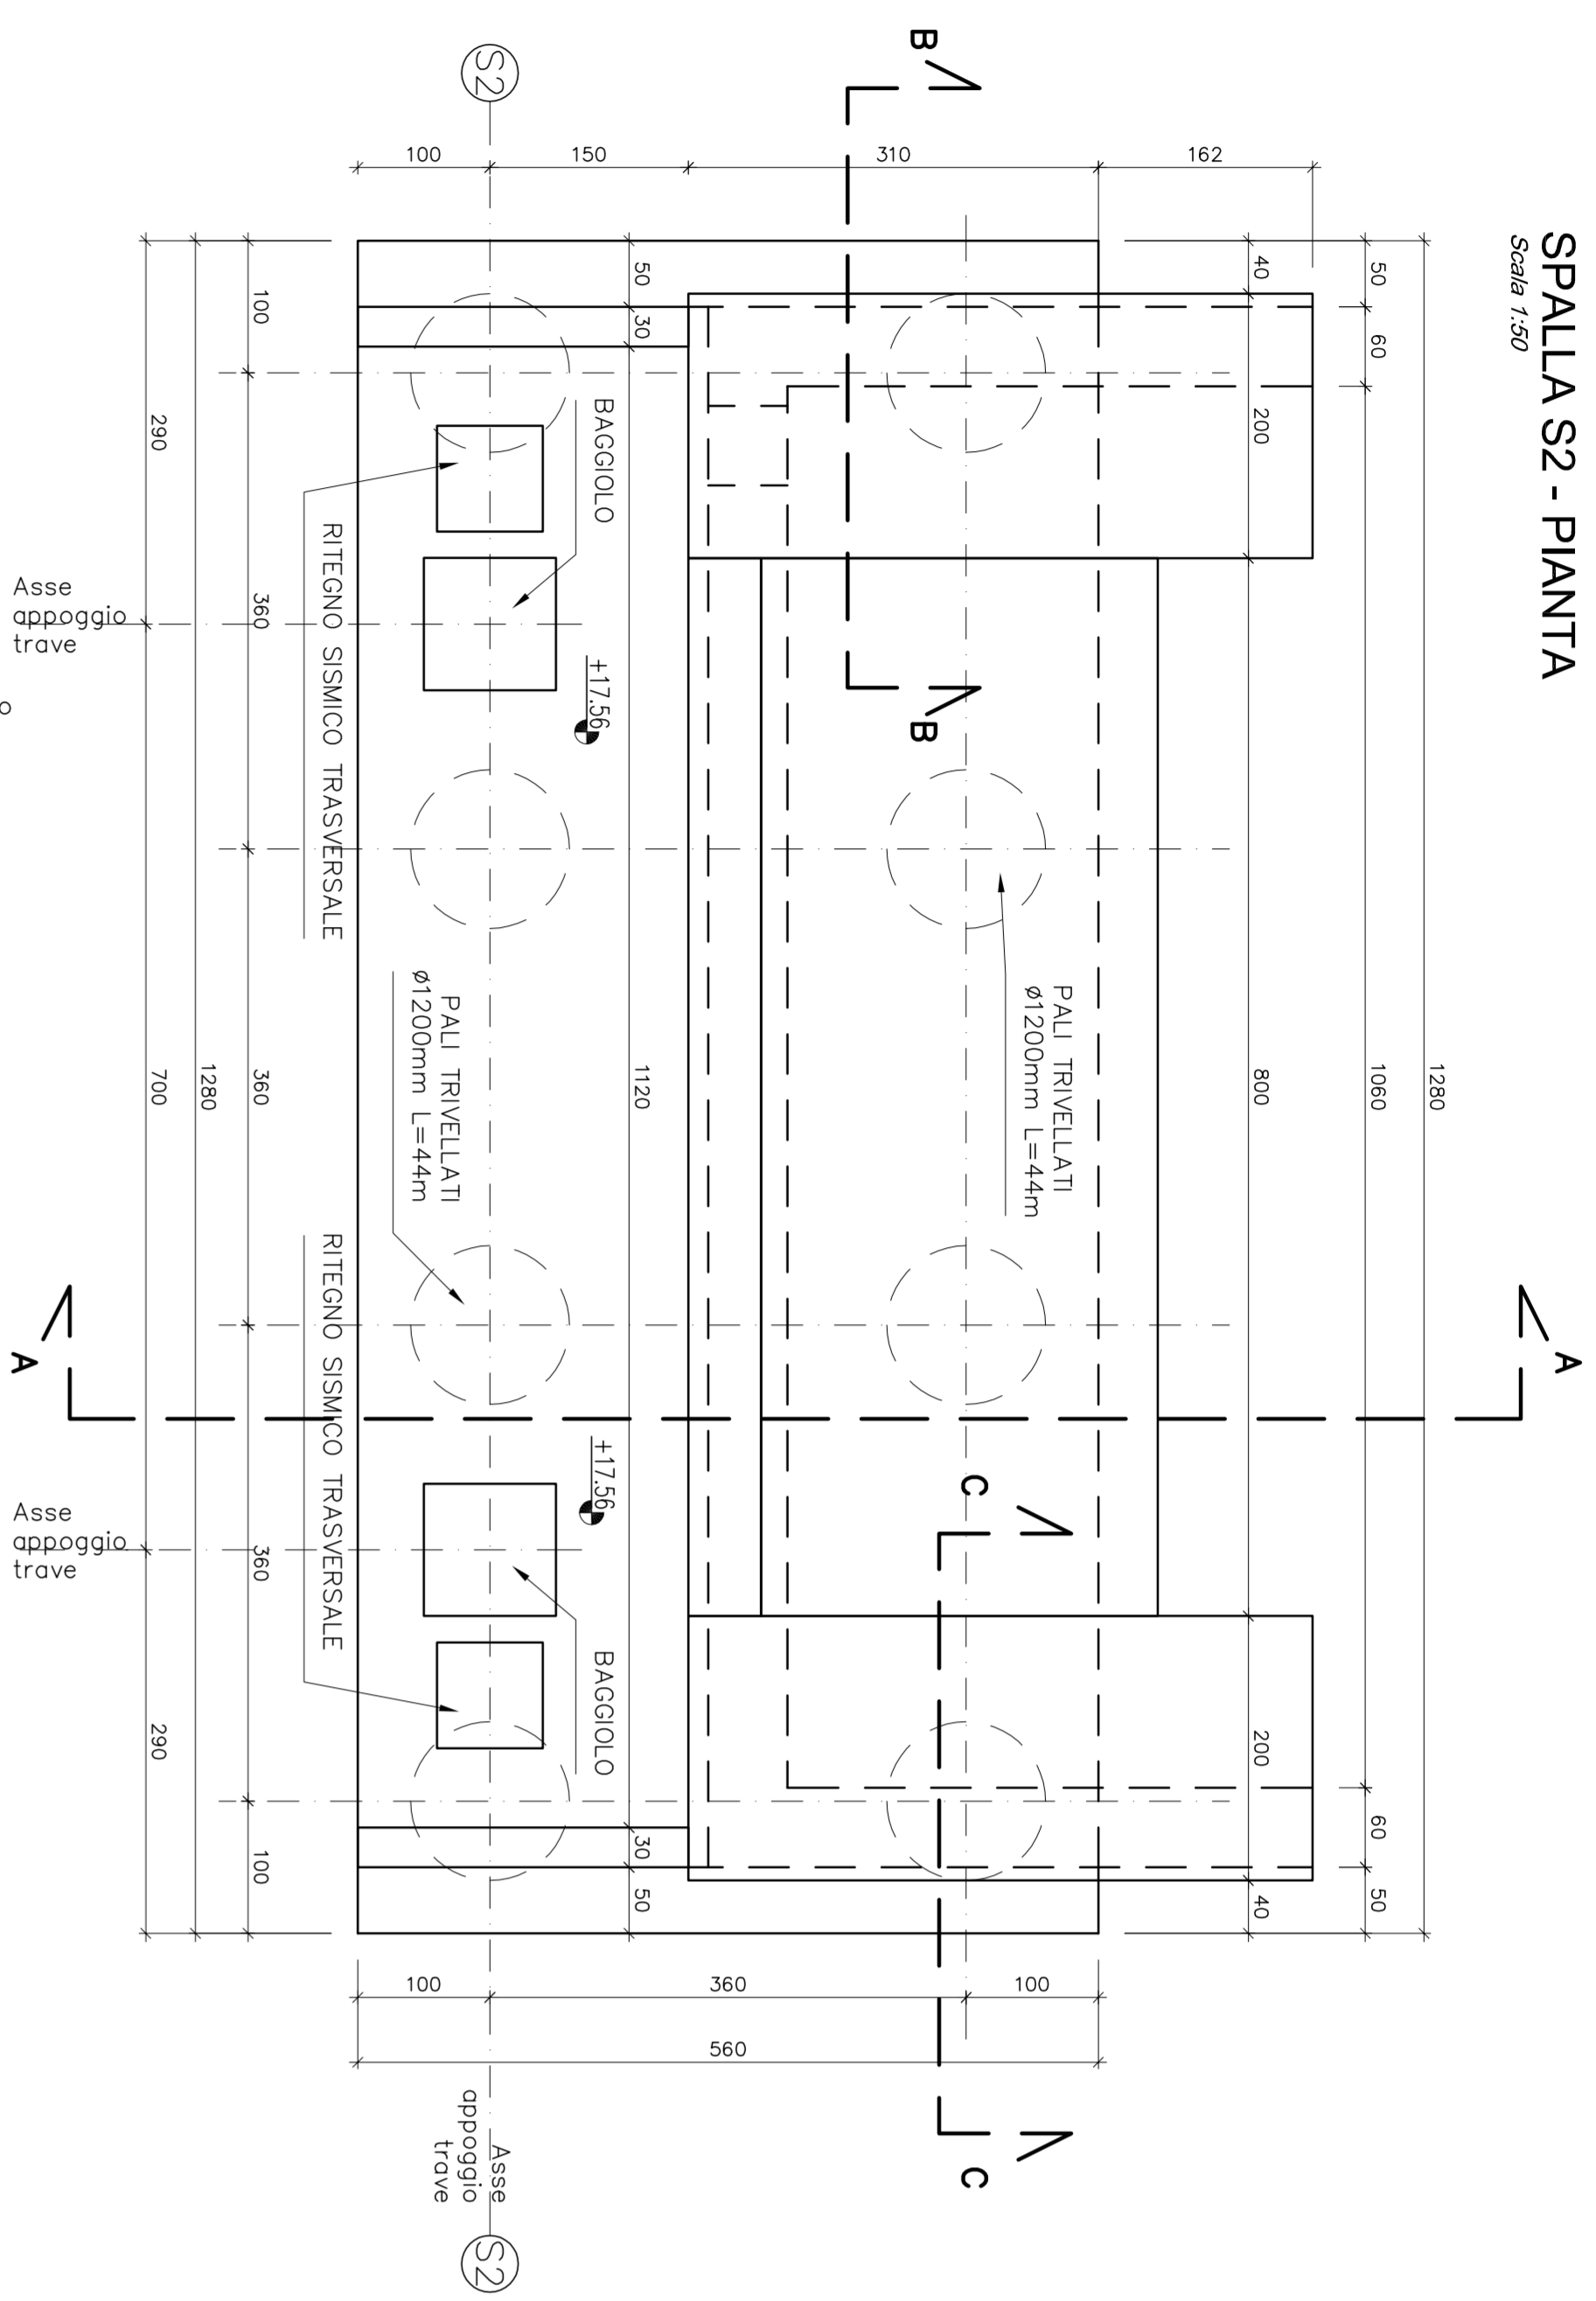 SPALLA S2 - PIANTA
Scala 1:50
1280
50
60
1060
60
50
40
200
800
200
40
A
A
B
B
C
C
S2
100
150
310
162
PALI TRIVELLATI
Ø1200mm L=44m
50
30
1120
30
50
BAGGIOLO
+17.56
+17.56
BAGGIOLO
PALI TRIVELLATI
Ø1200mm L=44m
RITEGNO SISMICO TRASVERSALE
RITEGNO SISMICO TRASVERSALE
100
360
360
360
100
1280
290
700
290
100
360
100
560
Asse
appoggio
trave
S2
Asse
appoggio
trave
Asse
appoggio
trave
o